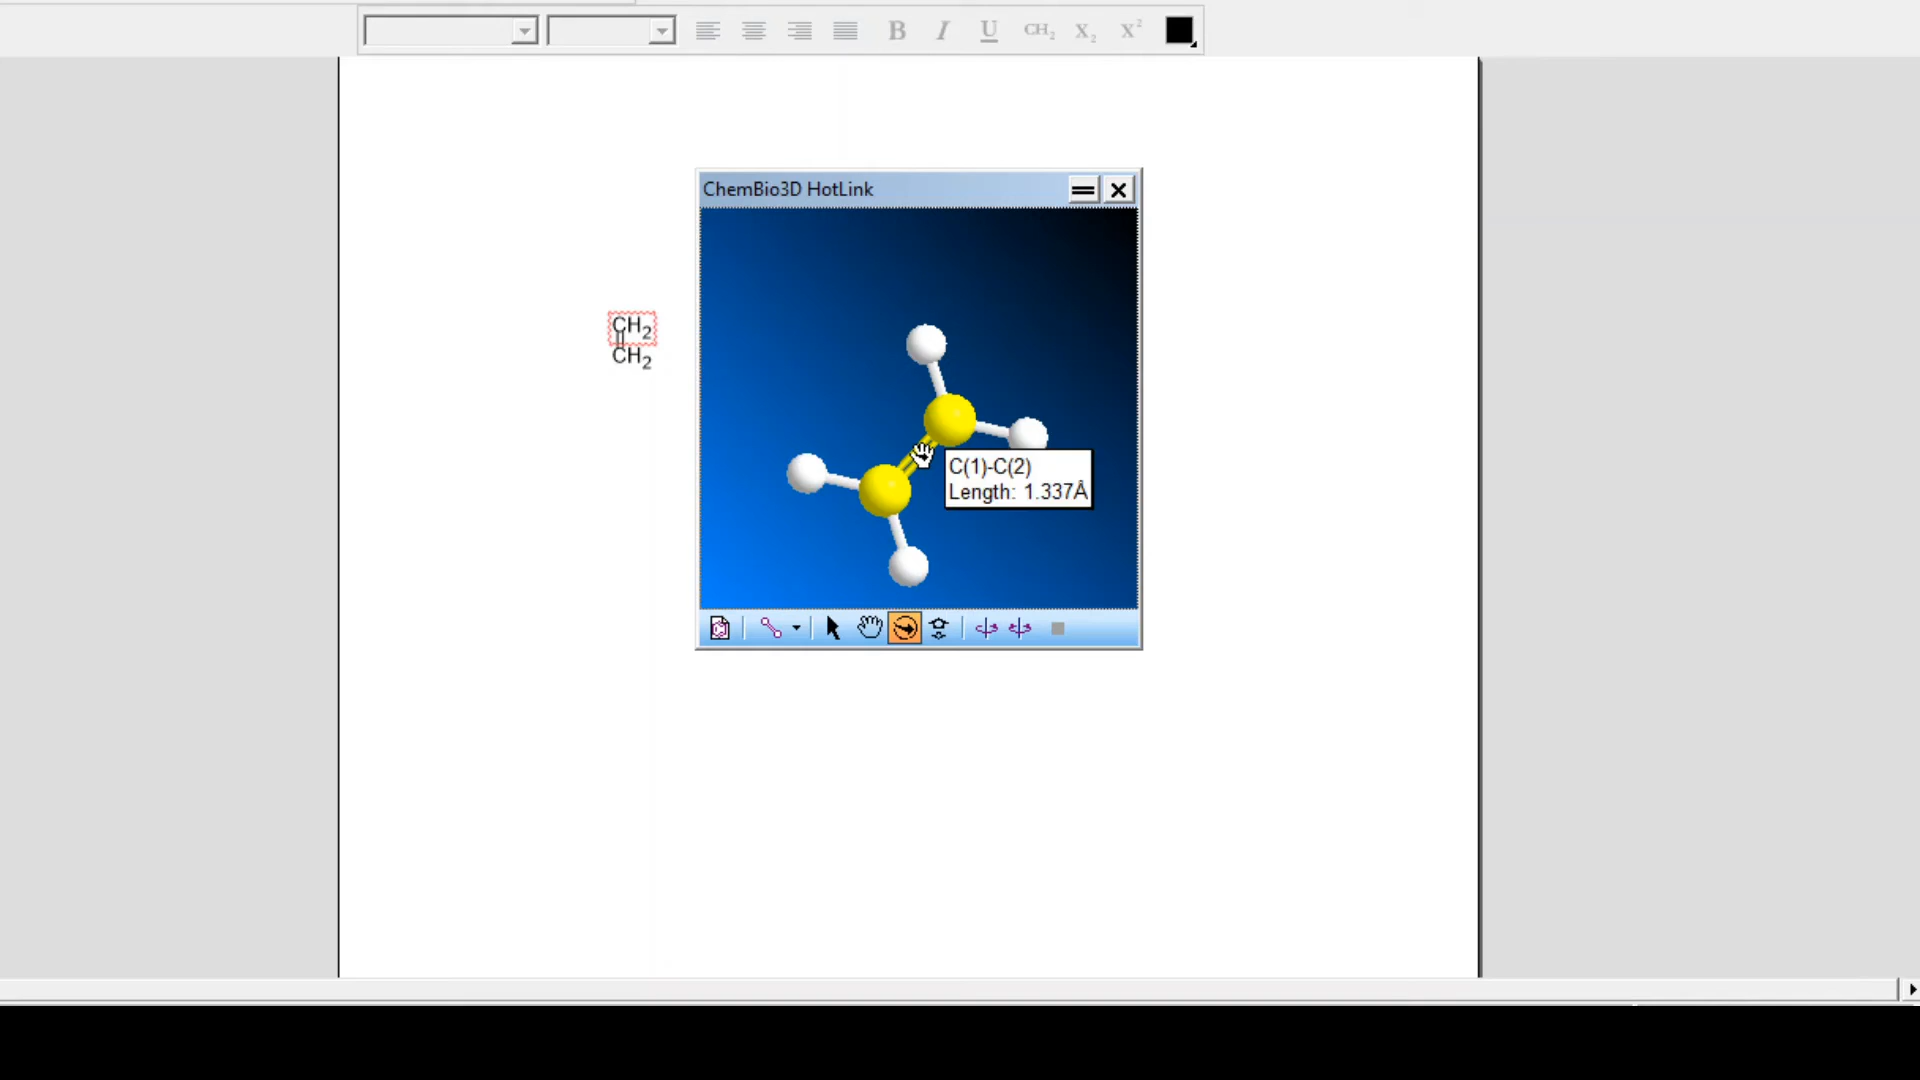 B I U CH₂ X₂ X²
ChemBio3D HotLink
CH₂
CH₂
C(1)-C(2)
Length: 1.337Å